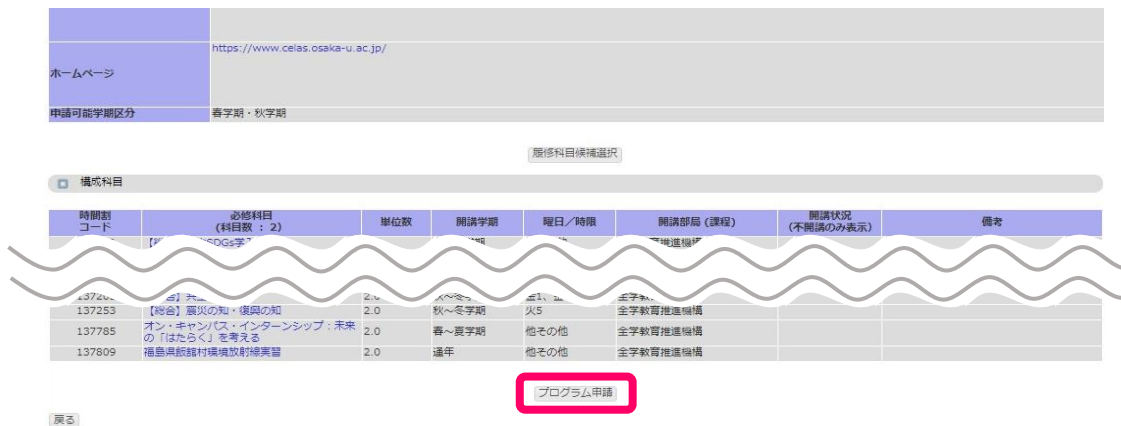 https://www.celas.osaka-u.ac.jp/
ホームページ
申請可能学期区分 春学期・秋学期
履修科目候補選択
構成科目
時間割コード 必修科目(科目数 : 2) 単位数 開講学期 曜日/時限 開講部局 (課程) 開講状況(不開講のみ表示) 備考
137253 【総合】震災の知・復興の知 2.0 秋~冬学期 火5 全学教育推進機構
137785 オン・キャンパス・インターンシップ:未来の「はたらく」を考える 2.0 春~夏学期 他その他 全学教育推進機構
137809 福島県飯舘村環境放射線実習 2.0 通年 他その他 全学教育推進機構
プログラム申請
戻る